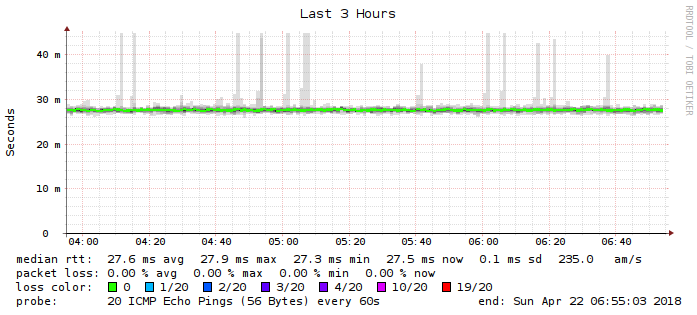 Last 3 Hours
RRDTOOL / TOBI OETIKER
Seconds
40 m
30 m
20 m
10 m
0
04:00 04:20 04:40 05:00 05:20 05:40 06:00 06:20 06:40
median rtt: 27.6 ms avg 27.9 ms max 27.3 ms min 27.5 ms now 0.1 ms sd 235.0 am/s
packet loss: 0.00 % avg 0.00 % max 0.00 % min 0.00 % now
loss color: 0 1/20 2/20 3/20 4/20 10/20 19/20
probe: 20 ICMP Echo Pings (56 Bytes) every 60s end: Sun Apr 22 06:55:03 2018